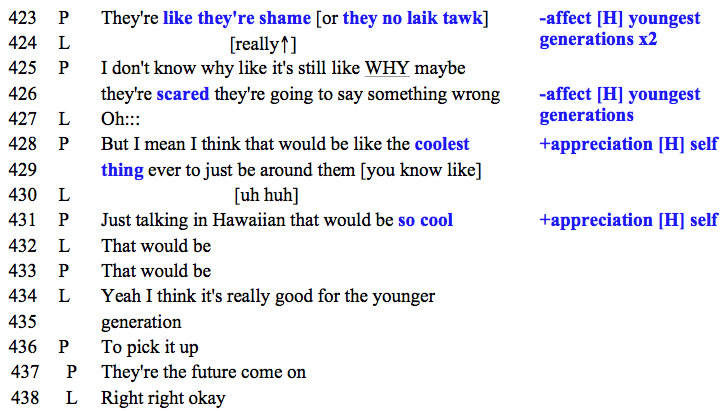 423 P They're like they're shame [or they no laik tawk] -affect [H] youngest
424 L [really↑] generations x2
425 P I don't know why like it's still like WHY maybe
426 they're scared they're going to say something wrong -affect [H] youngest
427 L Oh::: generations
428 P But I mean I think that would be like the coolest +appreciation [H] self
429 thing ever to just be around them [you know like]
430 L [uh huh]
431 P Just talking in Hawaiian that would be so cool +appreciation [H] self
432 L That would be
433 P That would be
434 L Yeah I think it's really good for the younger
435 generation
436 P To pick it up
437 P They're the future come on
438 L Right right okay